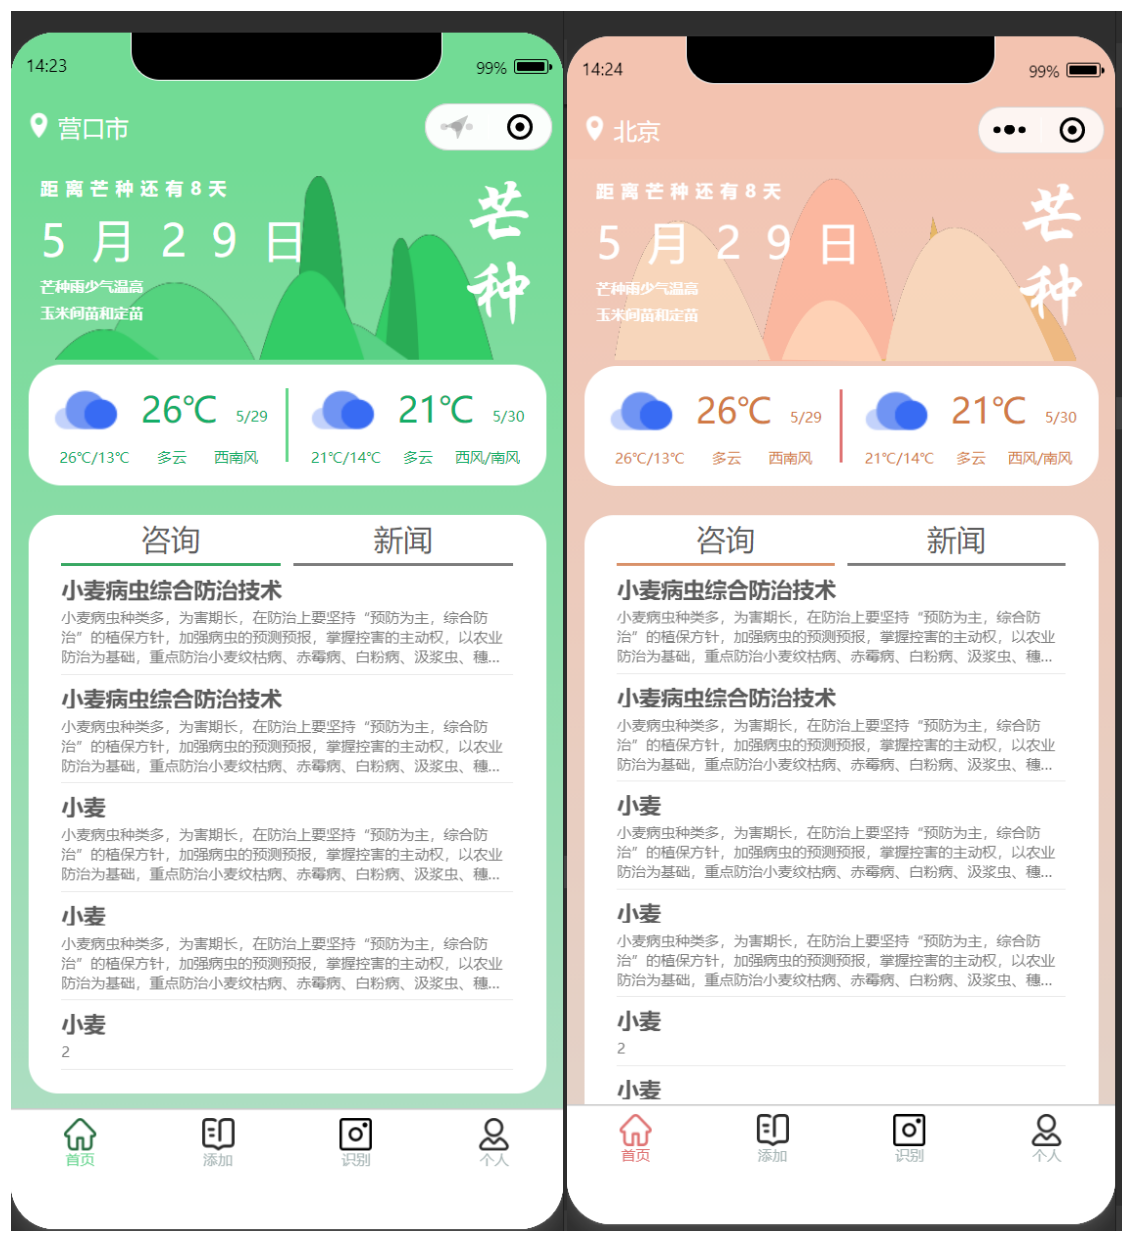 14:23
99%
营口市
距离芒种还有8天
5月29日
芒种雨少气温高
玉米间苗和定苗
芒种
26℃ 5/29
26℃/13℃ 多云 西南风
21℃ 5/30
21℃/14℃ 多云 西风/南风
咨询 新闻
小麦病虫综合防治技术
小麦病虫种类多，为害期长，在防治上要坚持“预防为主，综合防
治”的植保方针，加强病虫的预测预报，掌握控害的主动权，以农业
防治为基础，重点防治小麦纹枯病、赤霉病、白粉病、汲浆虫、穗...
小麦病虫综合防治技术
小麦病虫种类多，为害期长，在防治上要坚持“预防为主，综合防
治”的植保方针，加强病虫的预测预报，掌握控害的主动权，以农业
防治为基础，重点防治小麦纹枯病、赤霉病、白粉病、汲浆虫、穗...
小麦
小麦病虫种类多，为害期长，在防治上要坚持“预防为主，综合防
治”的植保方针，加强病虫的预测预报，掌握控害的主动权，以农业
防治为基础，重点防治小麦纹枯病、赤霉病、白粉病、汲浆虫、穗...
小麦
小麦病虫种类多，为害期长，在防治上要坚持“预防为主，综合防
治”的植保方针，加强病虫的预测预报，掌握控害的主动权，以农业
防治为基础，重点防治小麦纹枯病、赤霉病、白粉病、汲浆虫、穗...
小麦
2
首页 添加 识别 个人
14:24
99%
北京
距离芒种还有8天
5月29日
芒种雨少气温高
玉米间苗和定苗
芒种
26℃ 5/29
26℃/13℃ 多云 西南风
21℃ 5/30
21℃/14℃ 多云 西风/南风
咨询 新闻
小麦病虫综合防治技术
小麦病虫种类多，为害期长，在防治上要坚持“预防为主，综合防
治”的植保方针，加强病虫的预测预报，掌握控害的主动权，以农业
防治为基础，重点防治小麦纹枯病、赤霉病、白粉病、汲浆虫、穗...
小麦病虫综合防治技术
小麦病虫种类多，为害期长，在防治上要坚持“预防为主，综合防
治”的植保方针，加强病虫的预测预报，掌握控害的主动权，以农业
防治为基础，重点防治小麦纹枯病、赤霉病、白粉病、汲浆虫、穗...
小麦
小麦病虫种类多，为害期长，在防治上要坚持“预防为主，综合防
治”的植保方针，加强病虫的预测预报，掌握控害的主动权，以农业
防治为基础，重点防治小麦纹枯病、赤霉病、白粉病、汲浆虫、穗...
小麦
小麦病虫种类多，为害期长，在防治上要坚持“预防为主，综合防
治”的植保方针，加强病虫的预测预报，掌握控害的主动权，以农业
防治为基础，重点防治小麦纹枯病、赤霉病、白粉病、汲浆虫、穗...
小麦
2
小麦
首页 添加 识别 个人